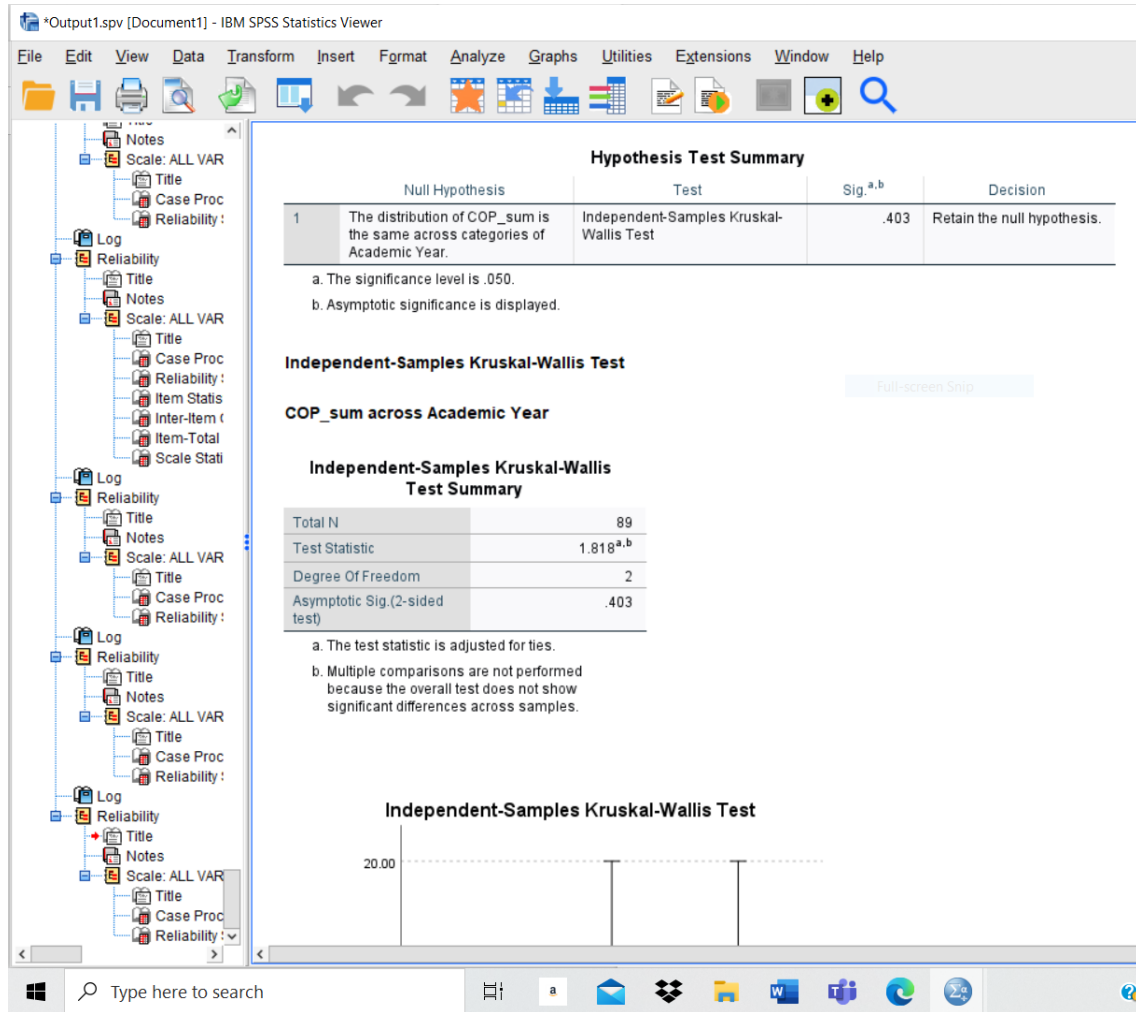 *Output1.spv [Document1] - IBM SPSS Statistics Viewer
File Edit View Data Transform Insert Format Analyze Graphs Utilities Extensions Window Help
Notes
Scale: ALL VAR
Title
Case Proc
Reliability
Log
Reliability
Title
Notes
Scale: ALL VAR
Title
Case Proc
Reliability
Item Statis
Inter-Item
Item-Total
Scale Stati
Log
Reliability
Title
Notes
Scale: ALL VAR
Title
Case Proc
Reliability
Log
Reliability
Title
Notes
Scale: ALL VAR
Title
Case Proc
Reliability
Log
Reliability
Title
Notes
Scale: ALL VAR
Title
Case Proc
Reliability
Hypothesis Test Summary
Null Hypothesis Test Sig.a,b Decision
1 The distribution of COP_sum is Independent-Samples Kruskal- .403 Retain the null hypothesis.
the same across categories of Wallis Test
Academic Year.
a. The significance level is .050.
b. Asymptotic significance is displayed.
Independent-Samples Kruskal-Wallis Test
Full-screen Snip
COP_sum across Academic Year
Independent-Samples Kruskal-Wallis
Test Summary
Total N 89
Test Statistic 1.818a,b
Degree Of Freedom 2
Asymptotic Sig.(2-sided .403
test)
a. The test statistic is adjusted for ties.
b. Multiple comparisons are not performed
because the overall test does not show
significant differences across samples.
Independent-Samples Kruskal-Wallis Test
20.00
Type here to search
a